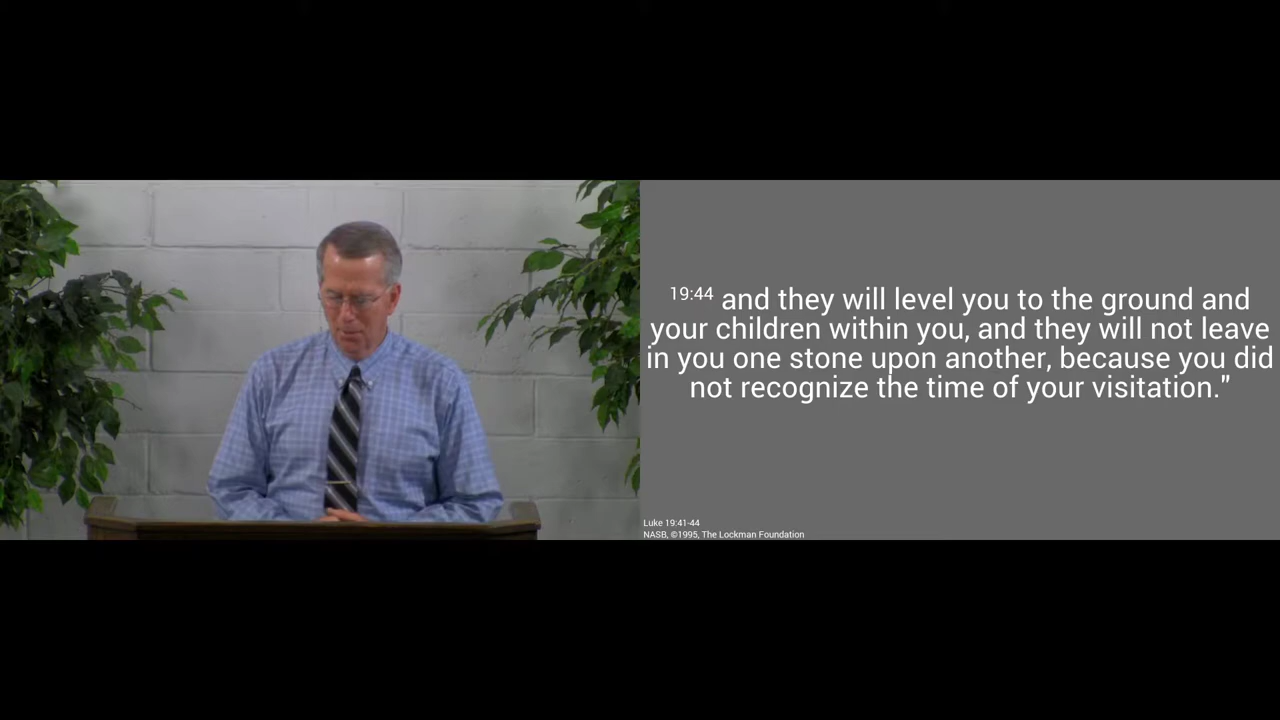 19:44 and they will level you to the ground and
your children within you, and they will not leave
in you one stone upon another, because you did
not recognize the time of your visitation."
Luke 19:41-44
NASB, ©1995, The Lockman Foundation